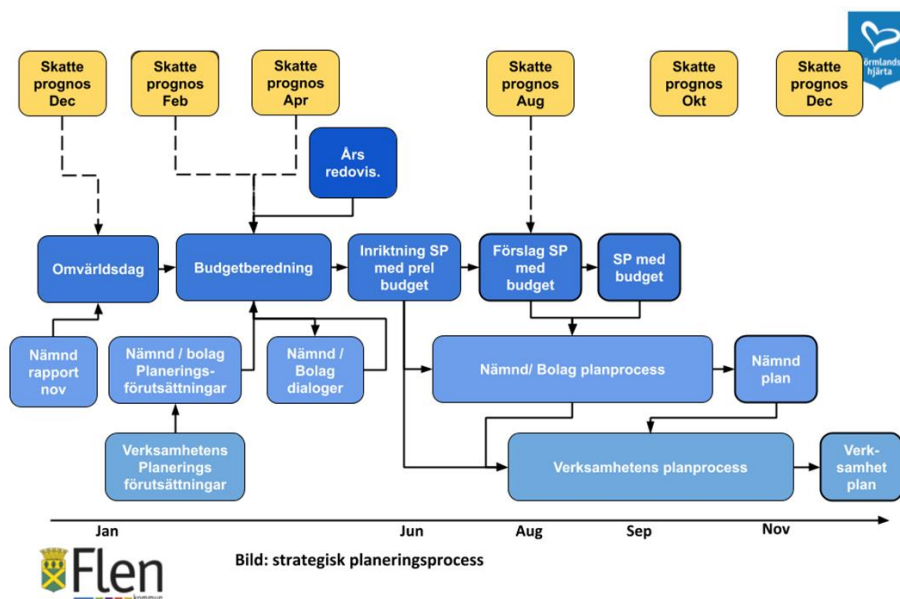 Skatte
prognos
Dec
Skatte
prognos
Feb
Skatte
prognos
Apr
Skatte
prognos
Aug
Skatte
prognos
Okt
Skatte
prognos
Dec
hjärta
Års
redovis.
Omvärldsdag
Budgetberedning
Inriktning SP
med prel
budget
Förslag SP
med
budget
SP med
budget
Nämnd
rapport
nov
Nämnd / bolag
Planerings-
förutsättningar
Nämnd /
Bolag
dialoger
Nämnd/ Bolag planprocess
Nämnd
plan
Verksamhetens
Planerings
förutsättningar
Verksamhetens planprocess
Verk-
samhet
plan
Jan
Jun
Aug
Sep
Nov
Flen
kommun
Bild: strategisk planeringsprocess